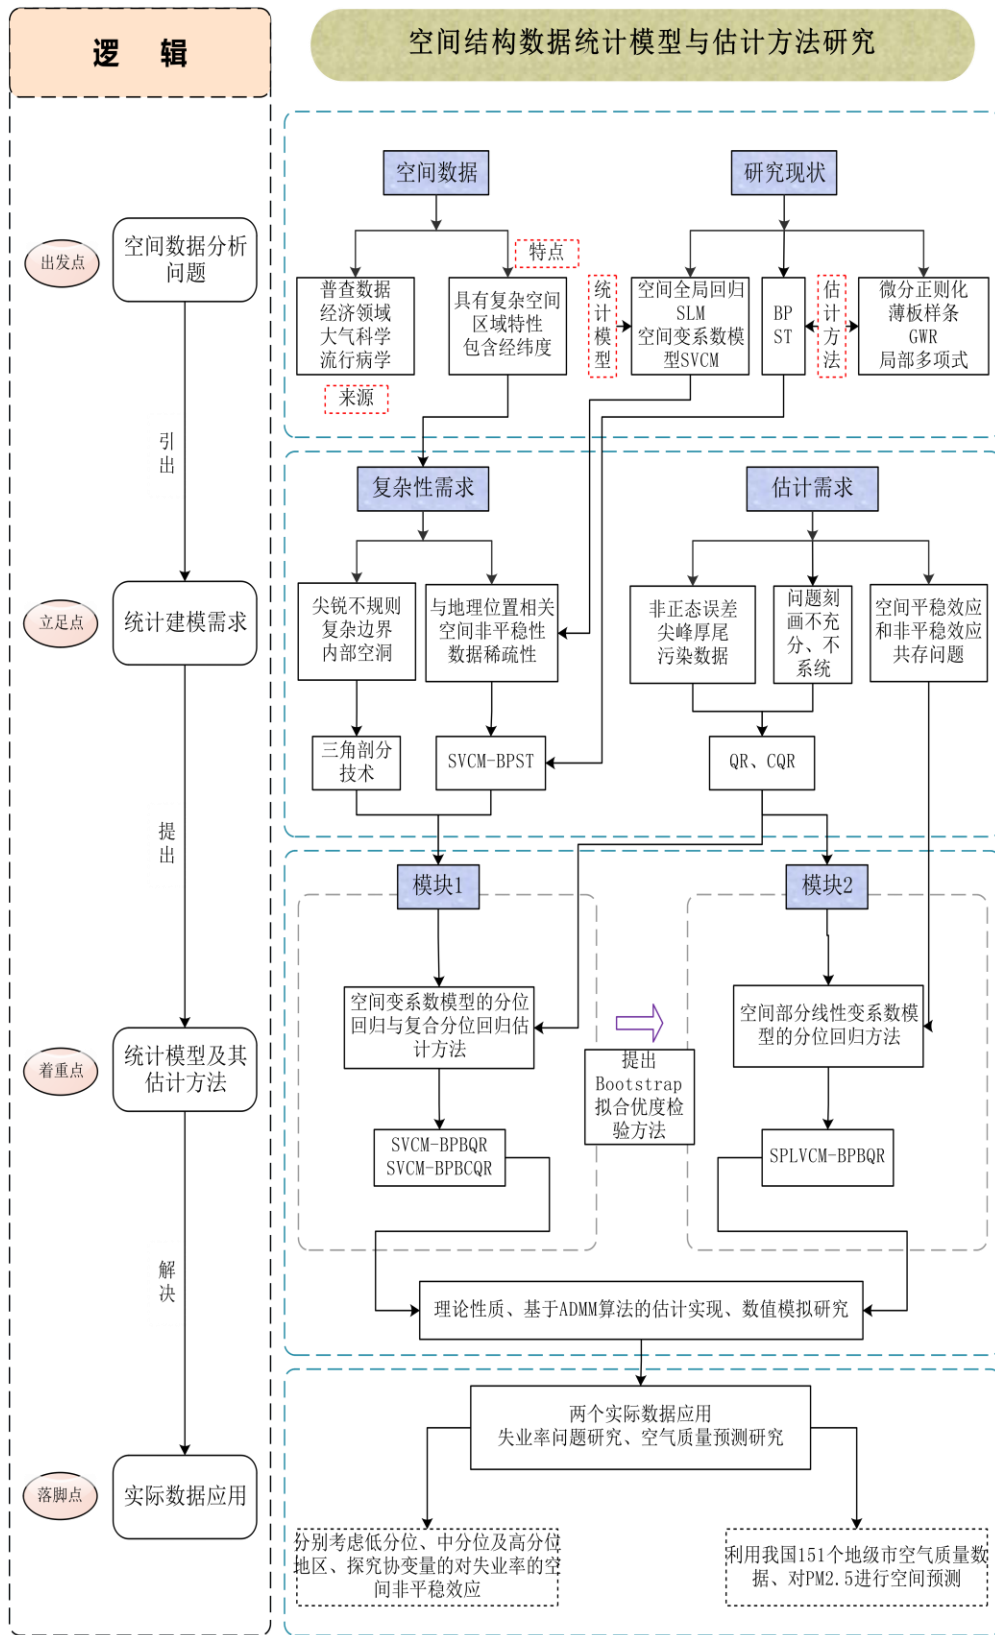 逻 辑
空间结构数据统计模型与估计方法研究
出发点
空间数据分析
问题
引出
立足点
统计建模需求
提出
着重点
统计模型及其
估计方法
解决
落脚点
实际数据应用
空间数据
研究现状
特点
来源
普查数据
经济领域
大气科学
流行病学
具有复杂空间
区域特性
包含经纬度
统计模型
空间全局回归
SLM
空间变系数模
型SVCM
BP
ST
估计方法
微分正则化
薄板样条
GWR
局部多项式
复杂性需求
估计需求
尖锐不规则
复杂边界
内部空洞
与地理位置相关
空间非平稳性
数据稀疏性
非正态误差
尖峰厚尾
污染数据
问题刻
画不充
分、不
系统
空间平稳效应
和非平稳效应
共存问题
三角剖分
技术
SVCM-BPST
QR、CQR
模块1
模块2
空间变系数模型的分位
回归与复合分位回归估
计方法
提出
Bootstrap
拟合优度检
验方法
空间部分线性变系数模
型的分位回归方法
SVCM-BPBQR
SVCM-BPBCQR
SPLVCM-BPBQR
理论性质、基于ADMM算法的估计实现、数值模拟研究
两个实际数据应用
失业率问题研究、空气质量预测研究
分别考虑低分位、中分位及高分位
地区、探究协变量的对失业率的空
间非平稳效应
利用我国151个地级市空气质量数
据、对PM2.5进行空间预测